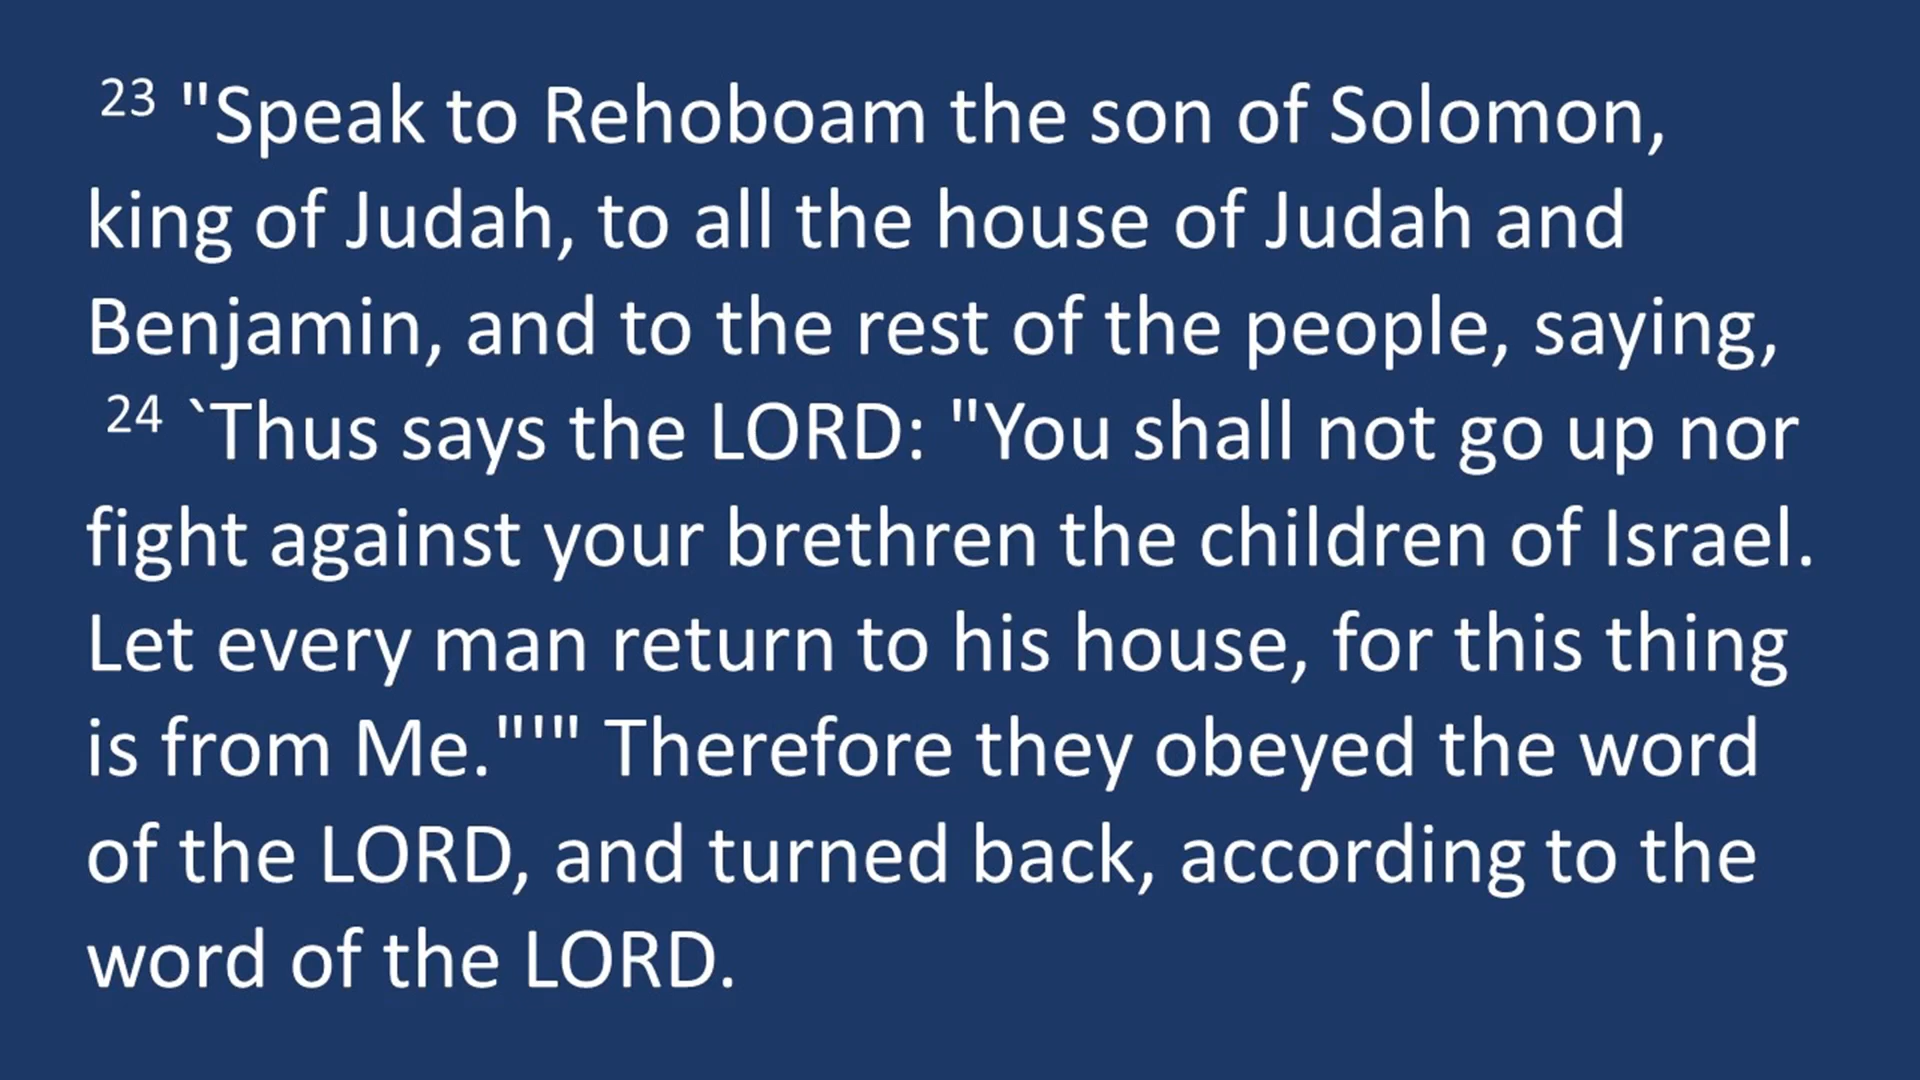 23 "Speak to Rehoboam the son of Solomon,
king of Judah, to all the house of Judah and
Benjamin, and to the rest of the people, saying,
24 `Thus says the LORD: "You shall not go up nor
fight against your brethren the children of Israel.
Let every man return to his house, for this thing
is from Me."'" Therefore they obeyed the word
of the LORD, and turned back, according to the
word of the LORD.